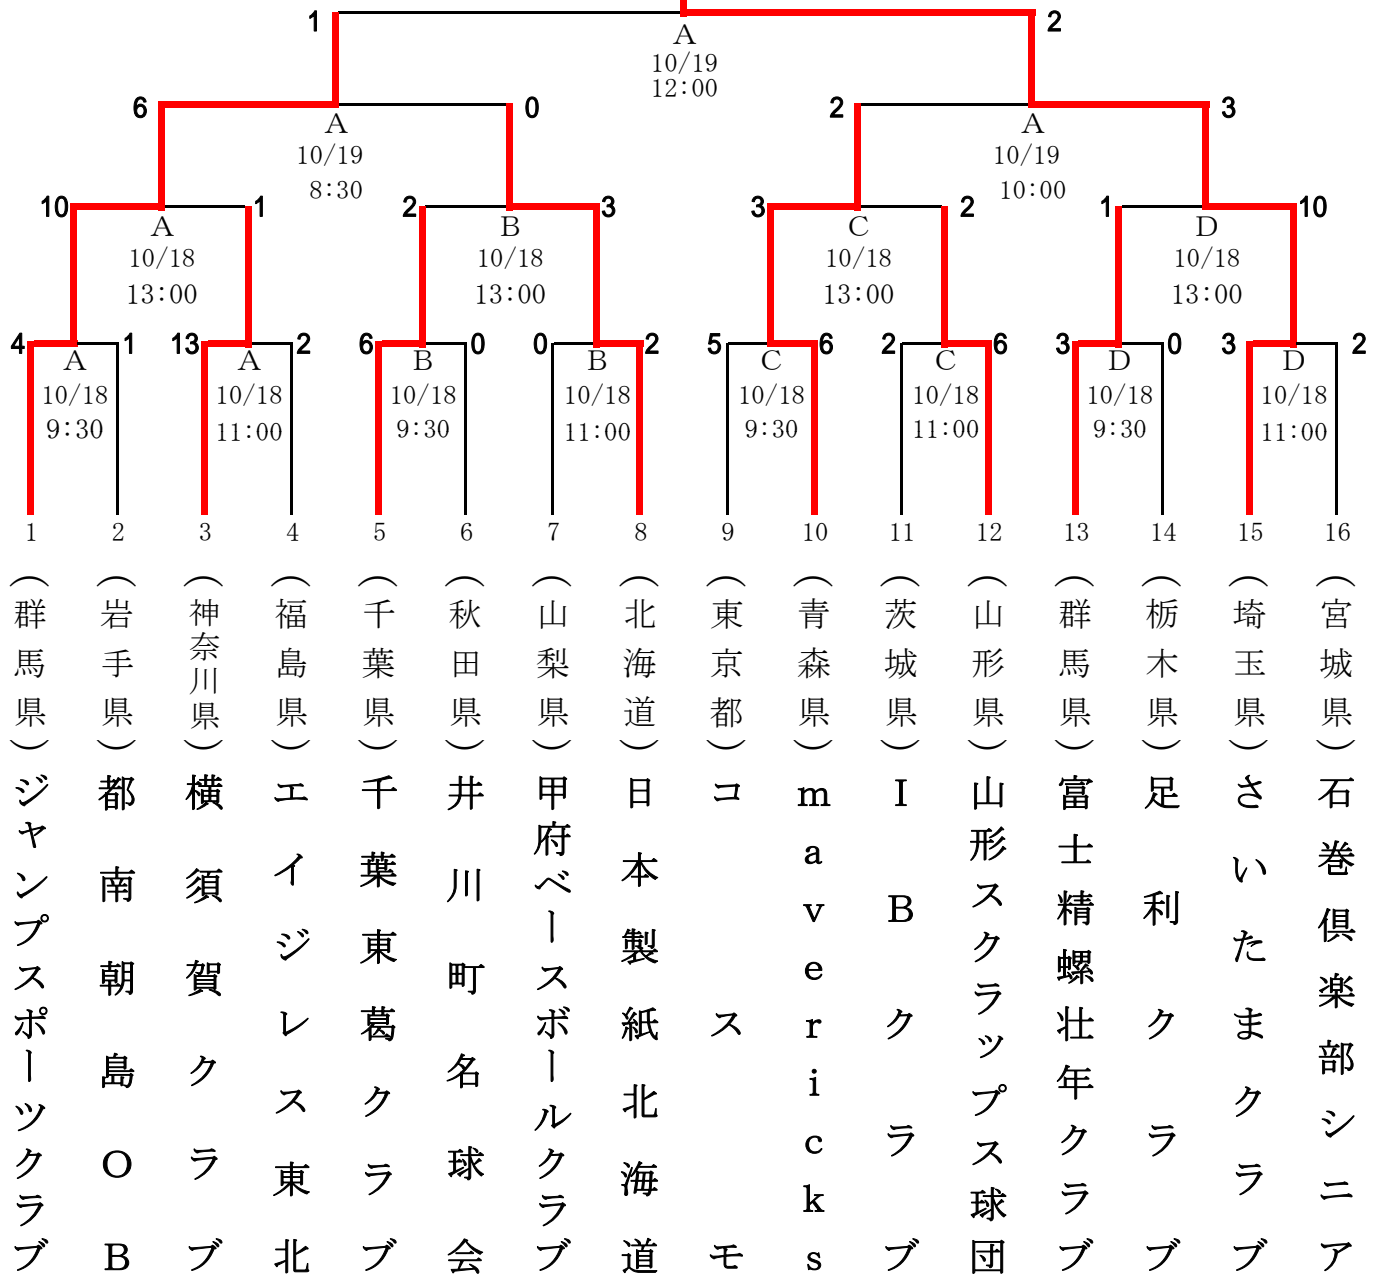 1 2
A
10/19
12:00
6 0 2 3
A A
10/19 10/19
8:30 10:00
10 1 2 3 3 2 1 10
A B C D
10/18 10/18 10/18 10/18
13:00 13:00 13:00 13:00
4 1 13 2 6 0 0 2 5 6 2 6 3 0 3 2
A A B B C C D D
10/18 10/18 10/18 10/18 10/18 10/18 10/18 10/18
9:30 11:00 9:30 11:00 9:30 11:00 9:30 11:00
1 2 3 4 5 6 7 8 9 10 11 12 13 14 15 16
(群馬県)ジャンプスポーツクラブ
(岩手県)都南朝島OB
(神奈川県)横須賀クラブ
(福島県)エイジレス東北
(千葉県)千葉東葛クラブ
(秋田県)井川町名球会
(山梨県)甲府ベースボールクラブ
(北海道)日本製紙北海道
(東京都)コスモ
(青森県)mavericks
(茨城県)IBクラブ
(山形県)山形スクラップス球団
(群馬県)富士精螺壮年クラブ
(栃木県)足利クラブ
(埼玉県)さいたまクラブ
(宮城県)石巻倶楽部シニア